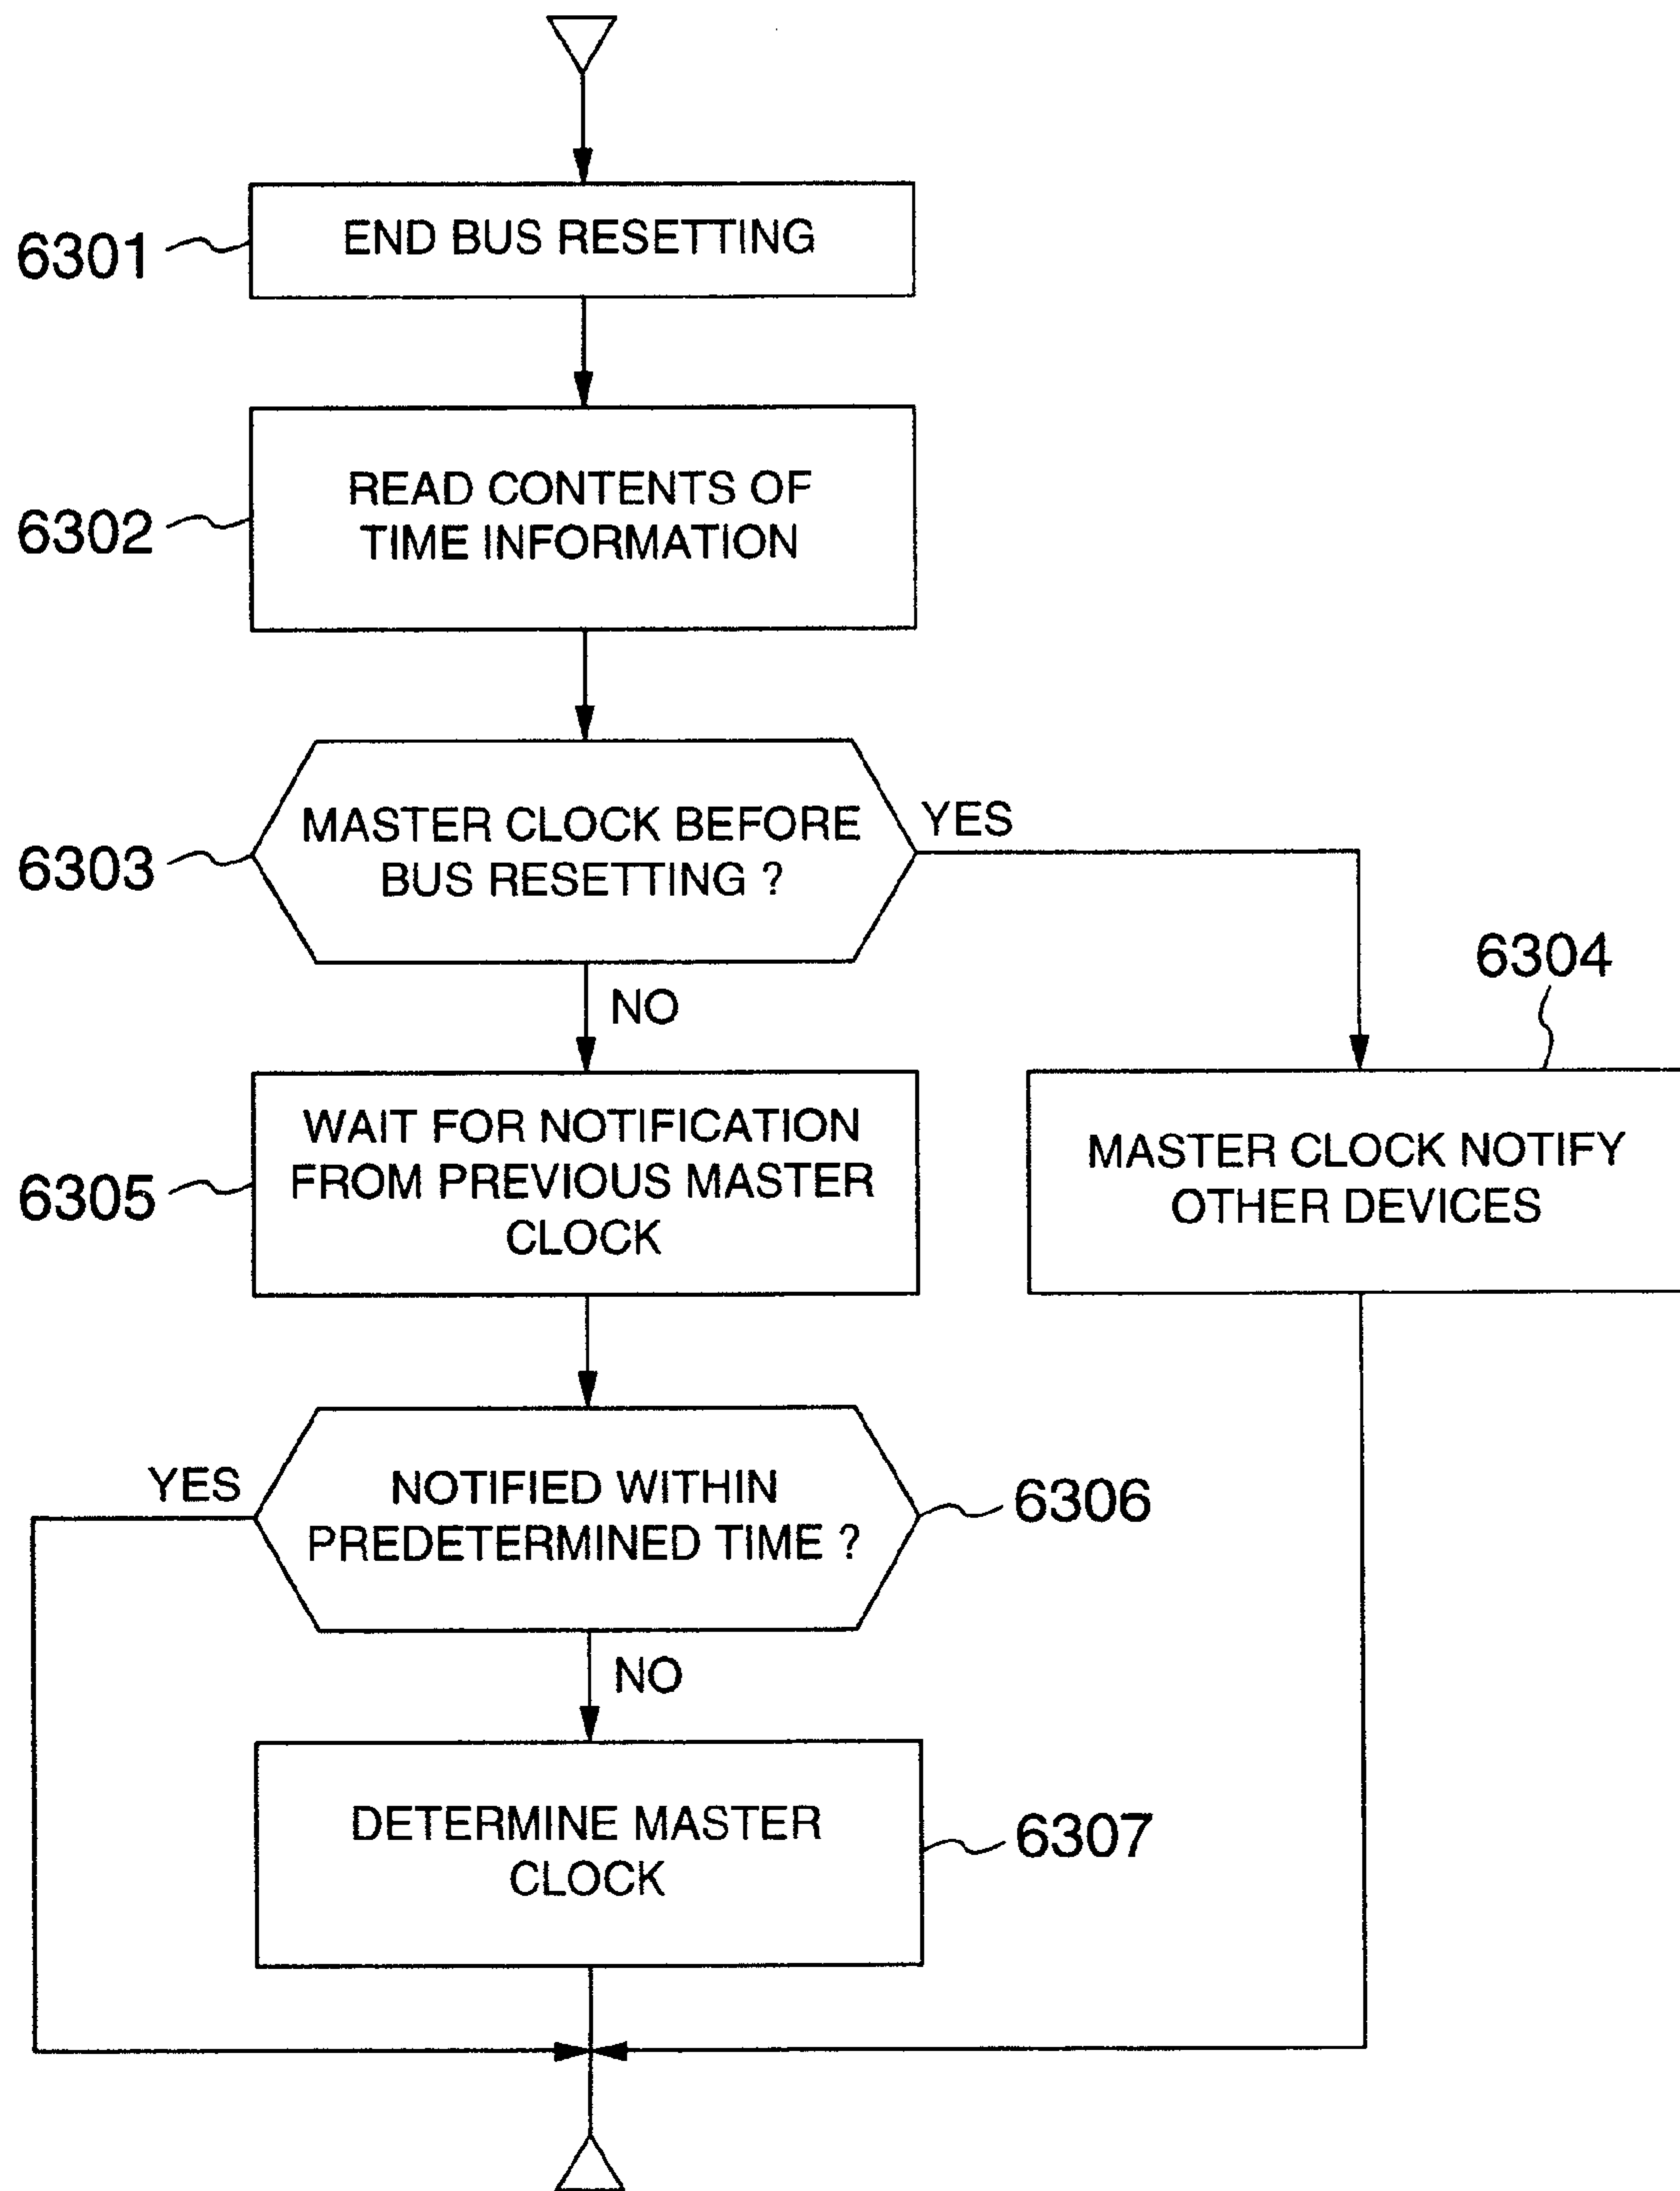 6301
END BUS RESETTING
6302
READ CONTENTS OF
TIME INFORMATION
6303
MASTER CLOCK BEFORE
BUS RESETTING ?
YES
NO
6304
MASTER CLOCK NOTIFY
OTHER DEVICES
6305
WAIT FOR NOTIFICATION
FROM PREVIOUS MASTER
CLOCK
YES
NOTIFIED WITHIN
PREDETERMINED TIME ?
6306
NO
DETERMINE MASTER
CLOCK
6307